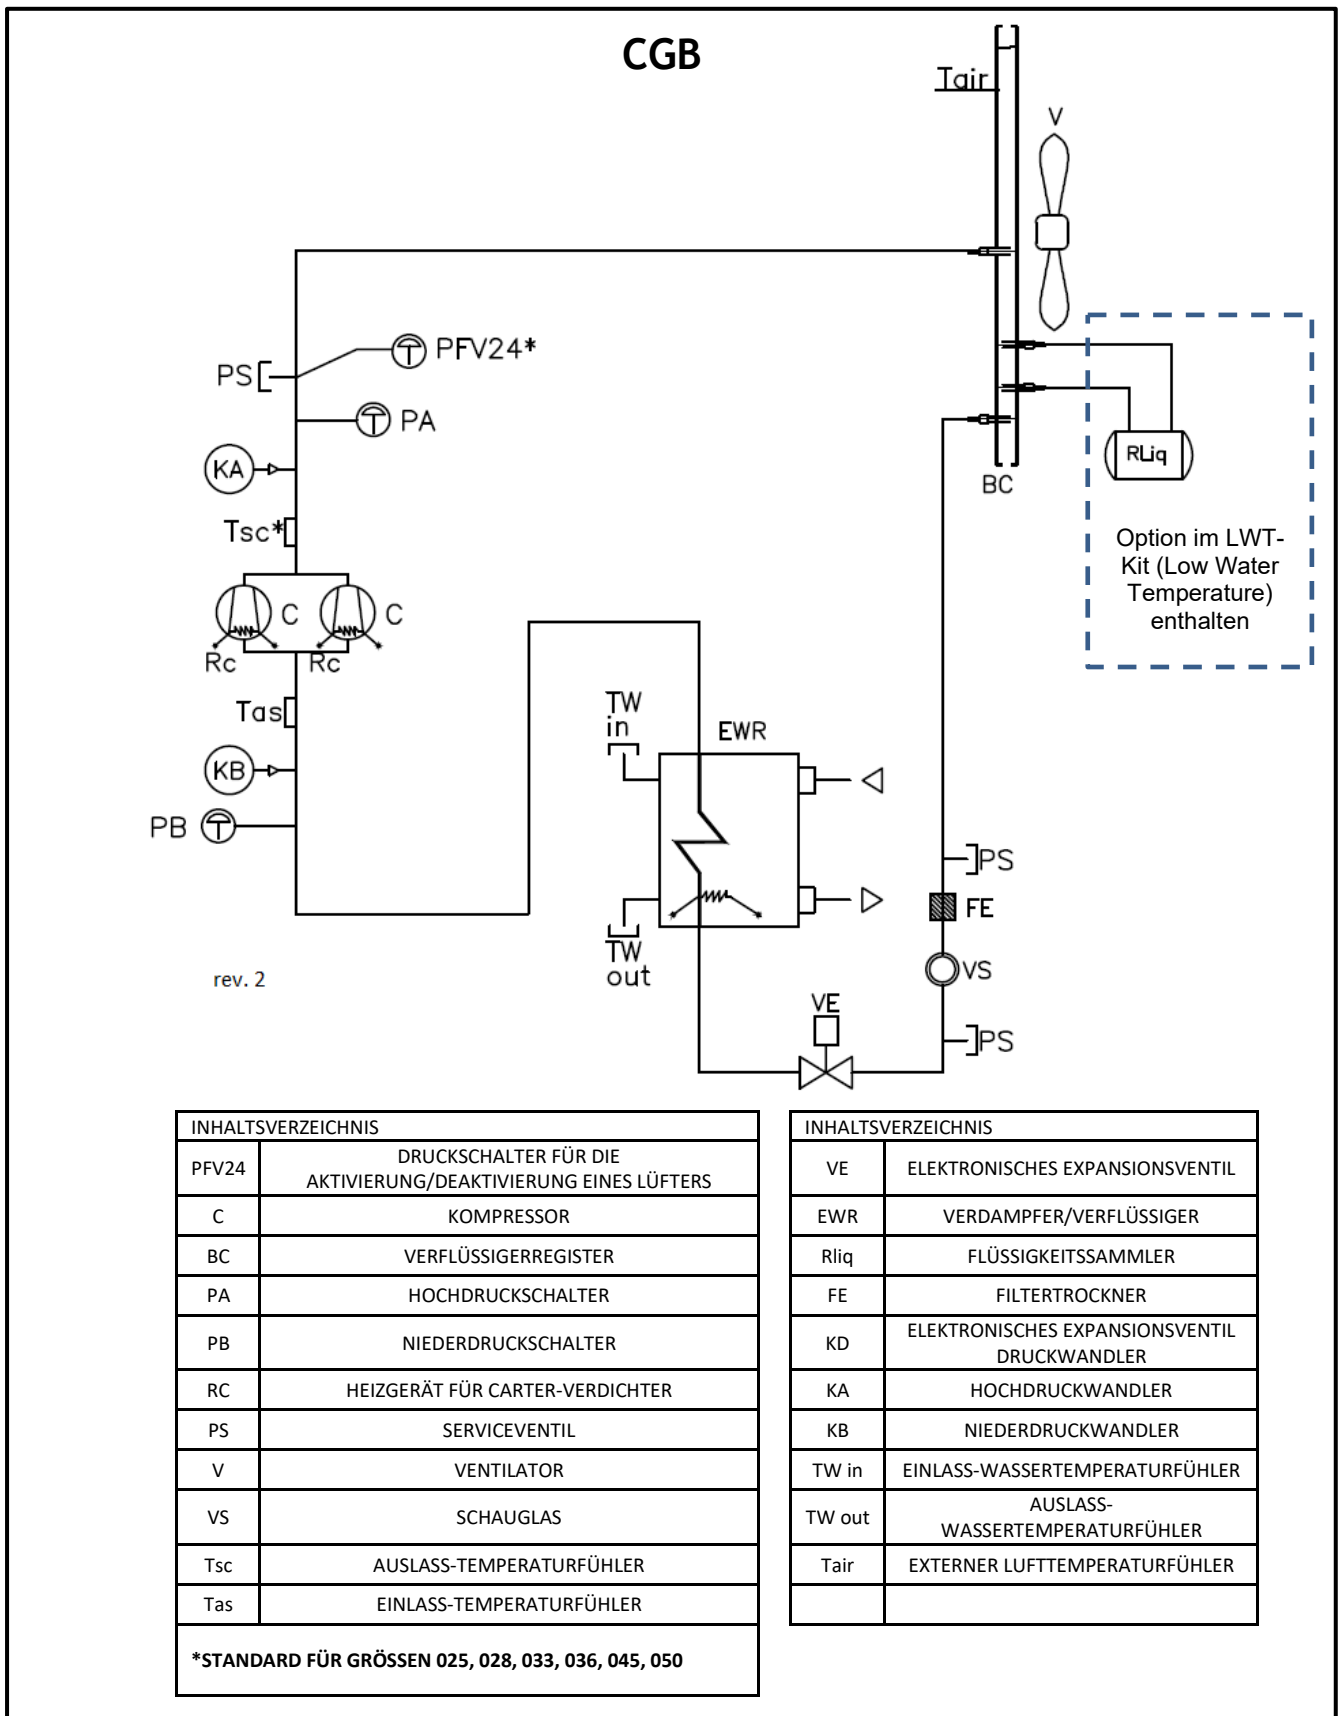 CGB
Tair
V
PFV24*
PS
PA
KA
RLiq
BC
Tsc*
Option im LWT-
Kit (Low Water
Temperature)
enthalten
C
C
Rc
Rc
Tas
TW
in
EWR
KB
PB
PS
FE
TW
out
VS
rev. 2
VE
PS
INHALTSVERZEICHNIS
PFV24 DRUCKSCHALTER FÜR DIE
AKTIVIERUNG/DEAKTIVIERUNG EINES LÜFTERS
C KOMPRESSOR
BC VERFLÜSSIGERREGISTER
PA HOCHDRUCKSCHALTER
PB NIEDERDRUCKSCHALTER
RC HEIZGERÄT FÜR CARTER-VERDICHTER
PS SERVICEVENTIL
V VENTILATOR
VS SCHAUGLAS
Tsc AUSLASS-TEMPERATURFÜHLER
Tas EINLASS-TEMPERATURFÜHLER
*STANDARD FÜR GRÖSSEN 025, 028, 033, 036, 045, 050
INHALTSVERZEICHNIS
VE ELEKTRONISCHES EXPANSIONSVENTIL
EWR VERDAMPFER/VERFLÜSSIGER
Rliq FLÜSSIGKEITSSAMMLER
FE FILTERTROCKNER
KD ELEKTRONISCHES EXPANSIONSVENTIL
DRUCKWANDLER
KA HOCHDRUCKWANDLER
KB NIEDERDRUCKWANDLER
TW in EINLASS-WASSERTEMPERATURFÜHLER
TW out AUSLASS-
WASSERTEMPERATURFÜHLER
Tair EXTERNER LUFTTEMPERATURFÜHLER